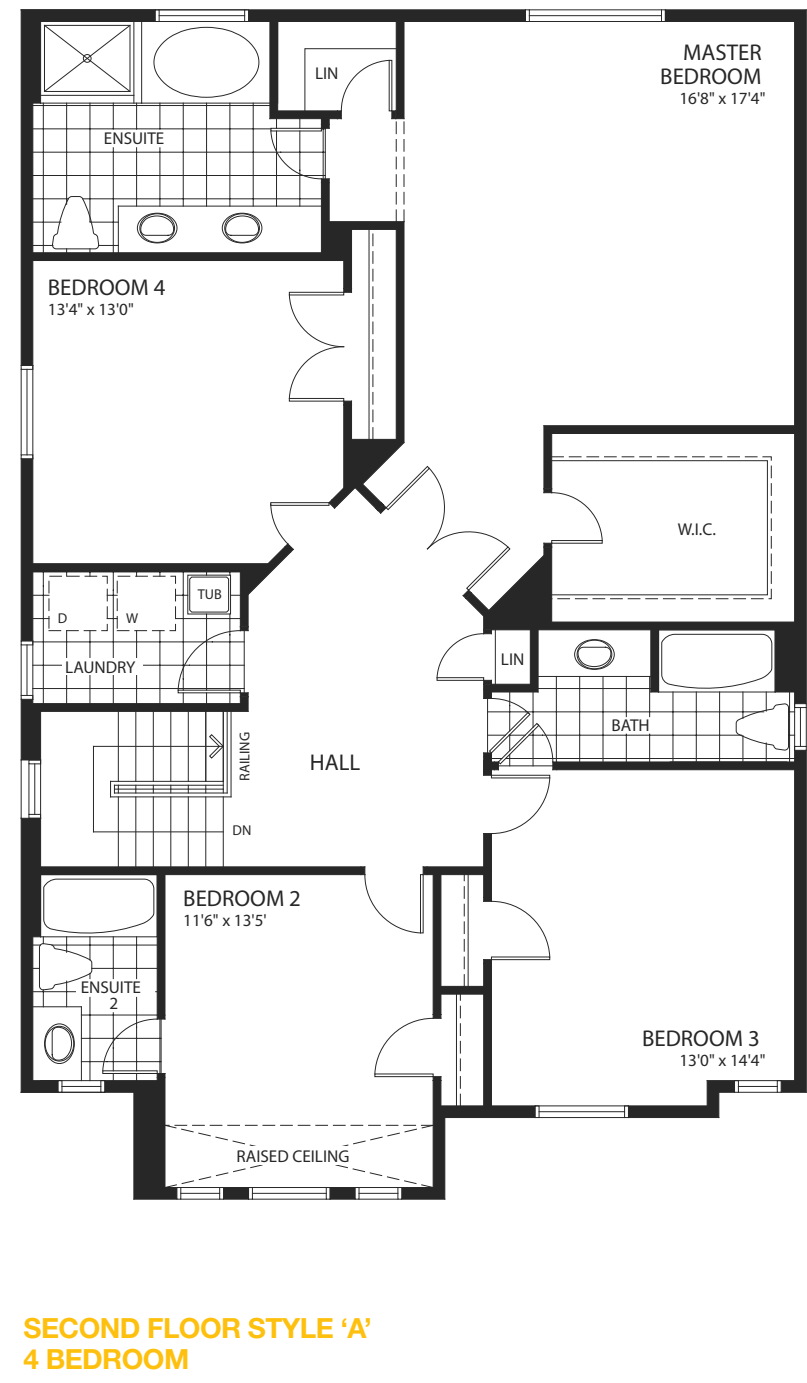 MASTER
BEDROOM
16'8" x 17'4"
LIN
ENSUITE
BEDROOM 4
13'4" x 13'0"
W.I.C.
TUB
D
W
LAUNDRY
LIN
BATH
RAILING
HALL
DN
BEDROOM 2
11'6" x 13'5'
ENSUITE
2
BEDROOM 3
13'0" x 14'4"
RAISED CEILING
SECOND FLOOR STYLE ‘A’
4 BEDROOM